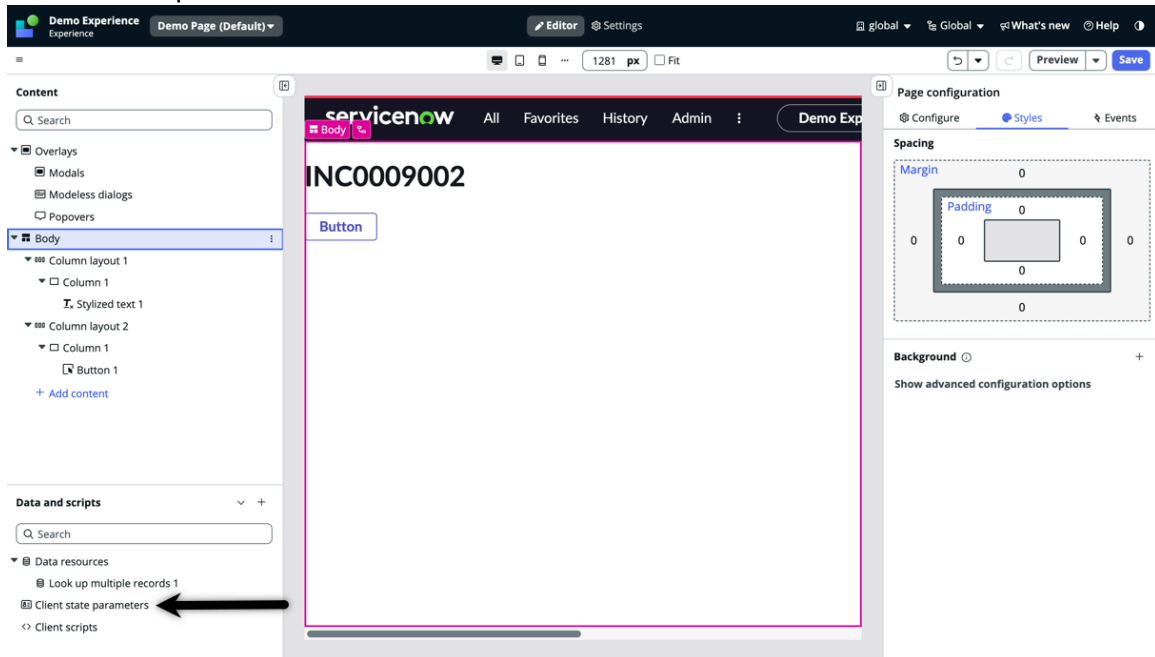 Demo Experience
Experience
Demo Page (Default)
Editor
Settings
global
Global
What's new
Help
1281 px
Fit
Preview
Save
Content
Search
Overlays
Modals
Modeless dialogs
Popovers
Body
Column layout 1
Column 1
Stylized text 1
Column layout 2
Column 1
Button 1
+ Add content
Data and scripts
Search
Data resources
Look up multiple records 1
Client state parameters
Client scripts
servicenow
All
Favorites
History
Admin
Demo Exp
Body
INC0009002
Button
Page configuration
Configure
Styles
Events
Spacing
Margin
0
Padding
0
0
0
0
0
0
0
Background
Show advanced configuration options